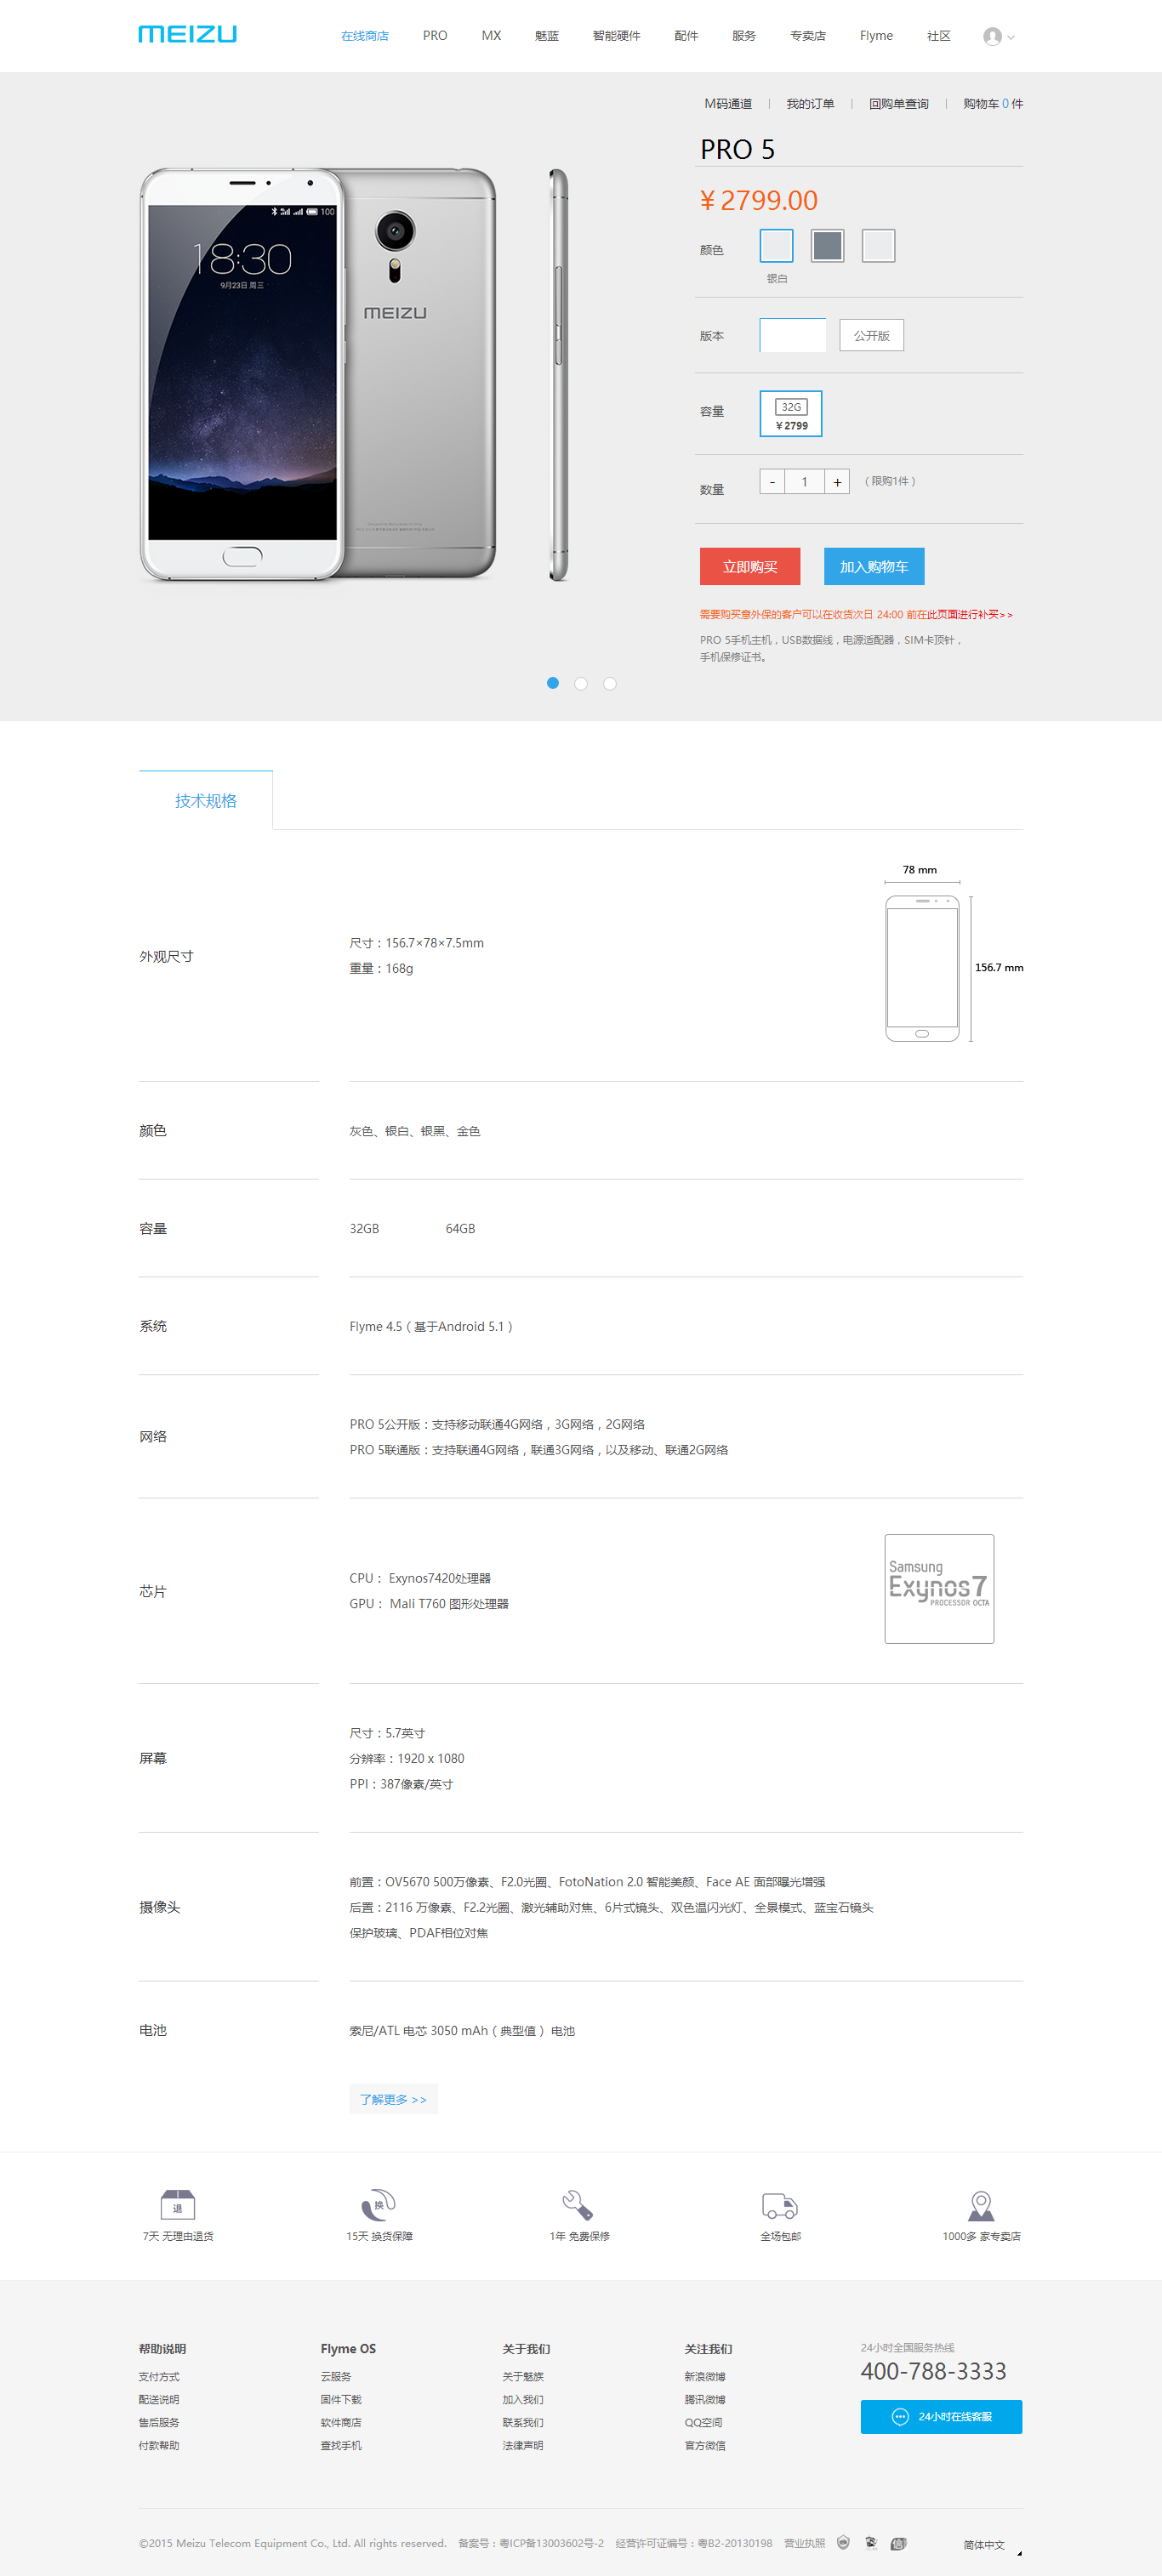 MEIZU
在线商店 PRO MX 魅蓝 智能硬件 配件 服务 专卖店 Flyme 社区
M码通道 | 我的订单 | 回购单查询 | 购物车 0 件
PRO 5
¥ 2799.00
颜色
银白
版本 公开版
容量 32G
¥ 2799
数量 - 1 + （限购1件）
立即购买 加入购物车
需要购买意外保的客户可以在收货次日 24:00 前在此页面进行补买>>
PRO 5手机主机，USB数据线，电源适配器，SIM卡顶针，
手机保修证书。
100
18:30
9月23日 周三
MEIZU
技术规格
78 mm
外观尺寸
尺寸：156.7×78×7.5mm
重量：168g
156.7 mm
颜色 灰色、银白、银黑、金色
容量 32GB 64GB
系统 Flyme 4.5（基于Android 5.1）
网络
PRO 5公开版：支持移动联通4G网络，3G网络，2G网络
PRO 5联通版：支持联通4G网络，联通3G网络，以及移动、联通2G网络
芯片
CPU： Exynos7420处理器
GPU： Mali T760 图形处理器
Samsung
Exynos7
PROCESSOR OCTA
屏幕
尺寸：5.7英寸
分辨率：1920 x 1080
PPI：387像素/英寸
摄像头
前置：OV5670 500万像素、F2.0光圈、FotoNation 2.0 智能美颜、Face AE 面部曝光增强
后置：2116 万像素、F2.2光圈、激光辅助对焦、6片式镜头、双色温闪光灯、全景模式、蓝宝石镜头
保护玻璃、PDAF相位对焦
电池 索尼/ATL 电芯 3050 mAh（典型值） 电池
了解更多 >>
退 换
7天 无理由退货 15天 换货保障 1年 免费保修 全场包邮 1000多 家专卖店
帮助说明 Flyme OS 关于我们 关注我们 24小时全国服务热线
支付方式 云服务 关于魅族 新浪微博 400-788-3333
配送说明 固件下载 加入我们 腾讯微博
售后服务 软件商店 联系我们 QQ空间 24小时在线客服
付款帮助 查找手机 法律声明 官方微信
©2015 Meizu Telecom Equipment Co., Ltd. All rights reserved. 备案号：粤ICP备13003602号-2 经营许可证编号：粤B2-20130198 营业执照 简体中文